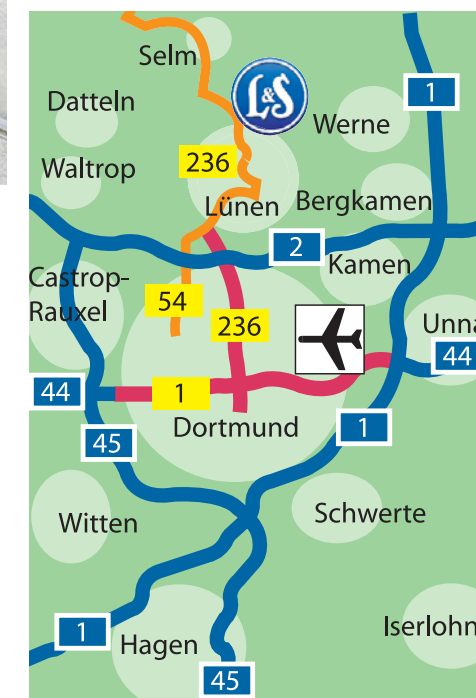 Selm
L&S
1
Datteln
Werne
236
Waltrop
Lünen
Bergkamen
2
Kamen
Castrop-
Rauxel
54
236
Unna
44
44
1
Dortmund
1
45
Witten
Schwerte
1
Hagen
Iserlohn
45